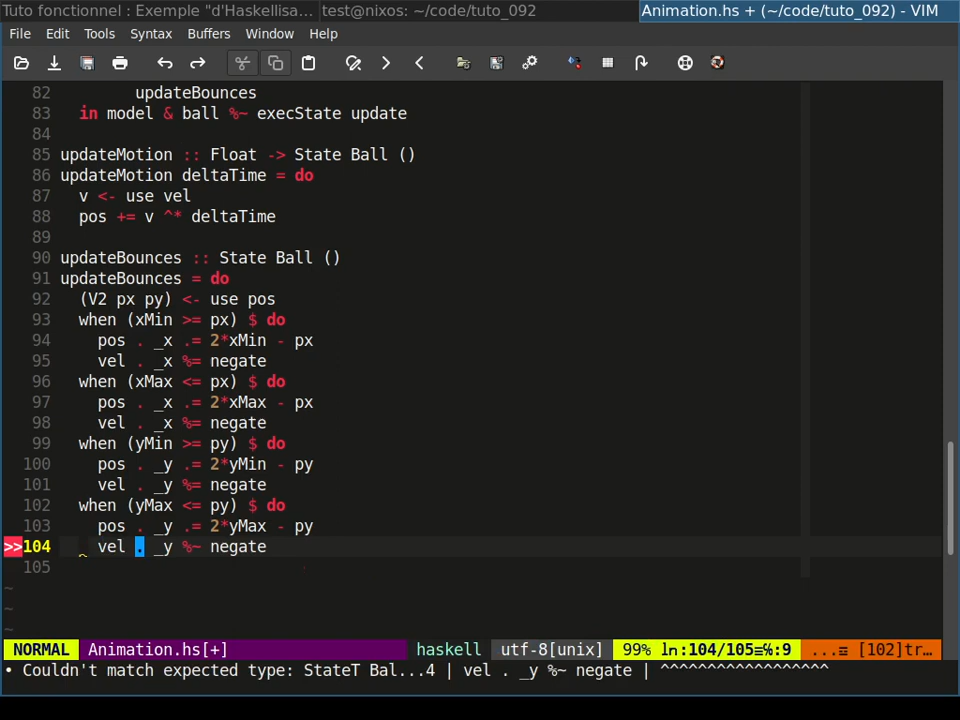 Tuto fonctionnel : Exemple "d'Haskellisa... test@nixos: ~/code/tuto_092 Animation.hs + (~/code/tuto_092) - VIM
File Edit Tools Syntax Buffers Window Help
82         updateBounces
83   in model & ball %~ execState update
84
85 updateMotion :: Float -> State Ball ()
86 updateMotion deltaTime = do
87   v <- use vel
88   pos += v ^* deltaTime
89
90 updateBounces :: State Ball ()
91 updateBounces = do
92   (V2 px py) <- use pos
93   when (xMin >= px) $ do
94     pos . _x .= 2*xMin - px
95     vel . _x %= negate
96   when (xMax <= px) $ do
97     pos . _x .= 2*xMax - px
98     vel . _x %= negate
99   when (yMin >= py) $ do
100     pos . _y .= 2*yMin - py
101     vel . _y %= negate
102   when (yMax <= py) $ do
103     pos . _y .= 2*yMax - py
>>104     vel . _y %~ negate
105
~
~
~
NORMAL Animation.hs[+] haskell utf-8[unix] 99% ln:104/105≡℅:9 ...☲ [102]tr...
• Couldn't match expected type: StateT Bal...4 | vel . _y %~ negate | ^^^^^^^^^^^^^^^^^^